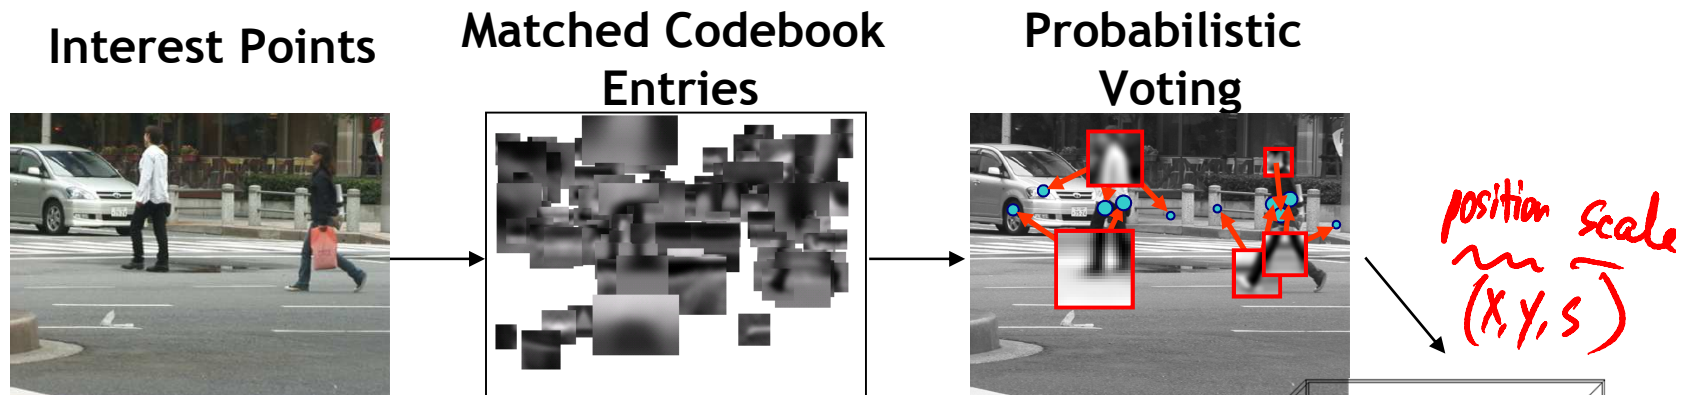 Interest Points
Matched Codebook
Entries
Probabilistic
Voting
position scale
(x, y, s)